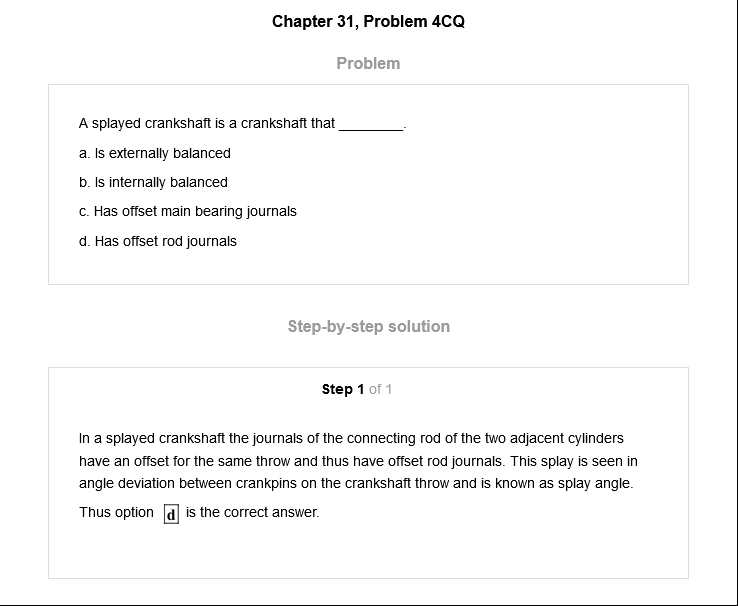 Chapter 31, Problem 4CQ
Problem
A splayed crankshaft is a crankshaft that ________.
a. Is externally balanced
b. Is internally balanced
c. Has offset main bearing journals
d. Has offset rod journals
Step-by-step solution
Step 1 of 1
In a splayed crankshaft the journals of the connecting rod of the two adjacent cylinders
have an offset for the same throw and thus have offset rod journals. This splay is seen in
angle deviation between crankpins on the crankshaft throw and is known as splay angle.
Thus option d is the correct answer.